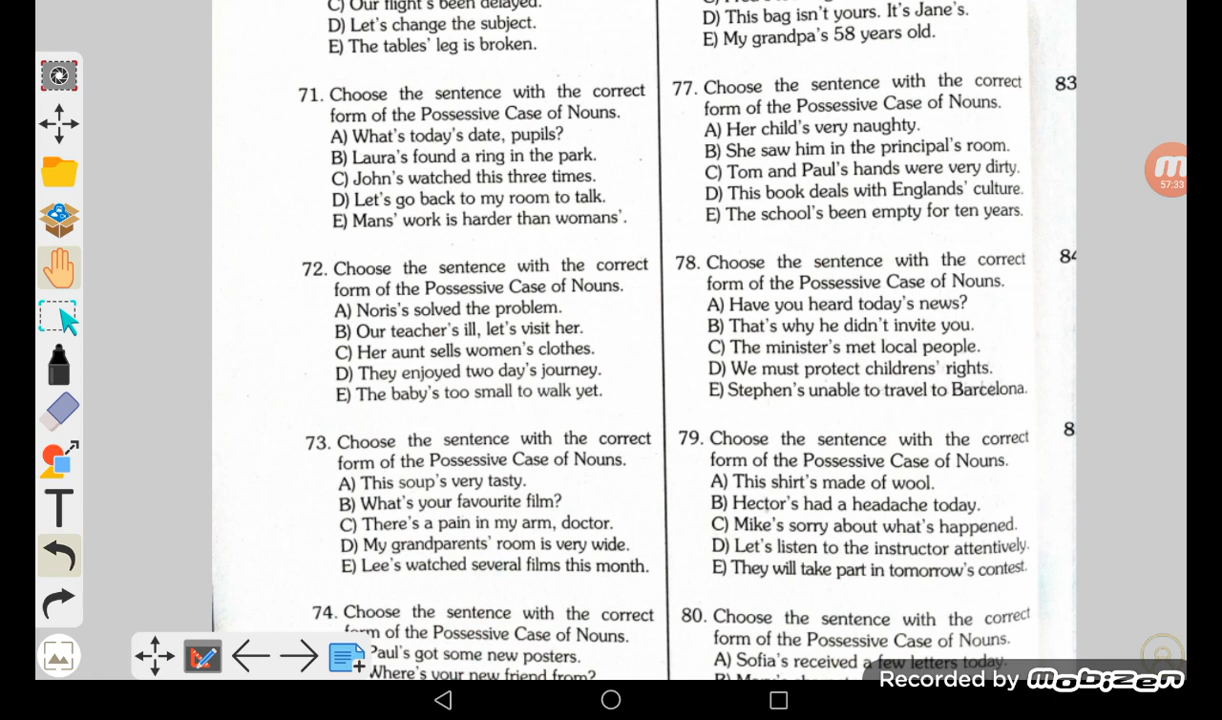 C) Our flight's been delayed.
D) Let's change the subject.
E) The tables' leg is broken.
71. Choose the sentence with the correct
form of the Possessive Case of Nouns.
A) What's today's date, pupils?
B) Laura's found a ring in the park.
C) John's watched this three times.
D) Let's go back to my room to talk.
E) Mans' work is harder than womans'.
72. Choose the sentence with the correct
form of the Possessive Case of Nouns.
A) Noris's solved the problem.
B) Our teacher's ill, let's visit her.
C) Her aunt sells women's clothes.
D) They enjoyed two day's journey.
E) The baby's too small to walk yet.
73. Choose the sentence with the correct
form of the Possessive Case of Nouns.
A) This soup's very tasty.
B) What's your favourite film?
C) There's a pain in my arm, doctor.
D) My grandparents' room is very wide.
E) Lee's watched several films this month.
74. Choose the sentence with the correct
form of the Possessive Case of Nouns.
Paul's got some new posters.
Where's your new friend from?
D) This bag isn't yours. It's Jane's.
E) My grandpa's 58 years old.
77. Choose the sentence with the correct
form of the Possessive Case of Nouns.
A) Her child's very naughty.
B) She saw him in the principal's room.
C) Tom and Paul's hands were very dirty.
D) This book deals with Englands' culture.
E) The school's been empty for ten years.
78. Choose the sentence with the correct
form of the Possessive Case of Nouns.
A) Have you heard today's news?
B) That's why he didn't invite you.
C) The minister's met local people.
D) We must protect childrens' rights.
E) Stephen's unable to travel to Barcelona.
79. Choose the sentence with the correct
form of the Possessive Case of Nouns.
A) This shirt's made of wool.
B) Hector's had a headache today.
C) Mike's sorry about what's happened.
D) Let's listen to the instructor attentively.
E) They will take part in tomorrow's contest.
80. Choose the sentence with the correct
form of the Possessive Case of Nouns.
A) Sofia's received a few letters today.
83
84
8
57:33
Recorded by mobizen